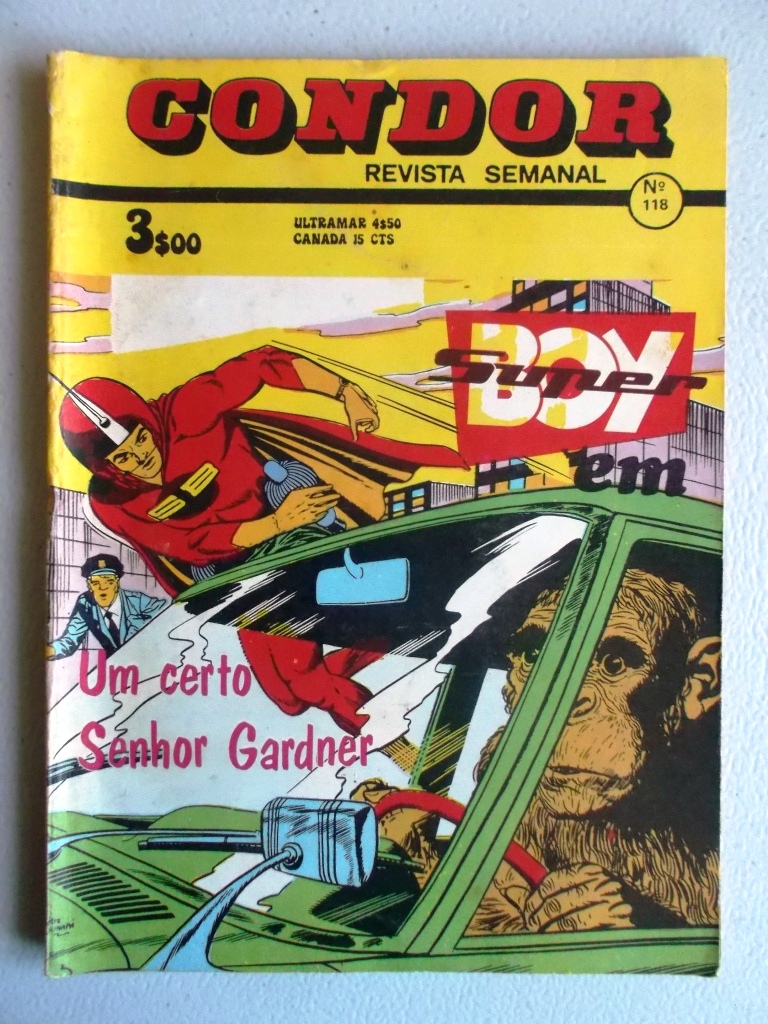 CONDOR
REVISTA SEMANAL
Nº
118
3$00
ULTRAMAR 4$50
CANADA 15 CTS
Super BOY
em
Um certo
Senhor Gardner